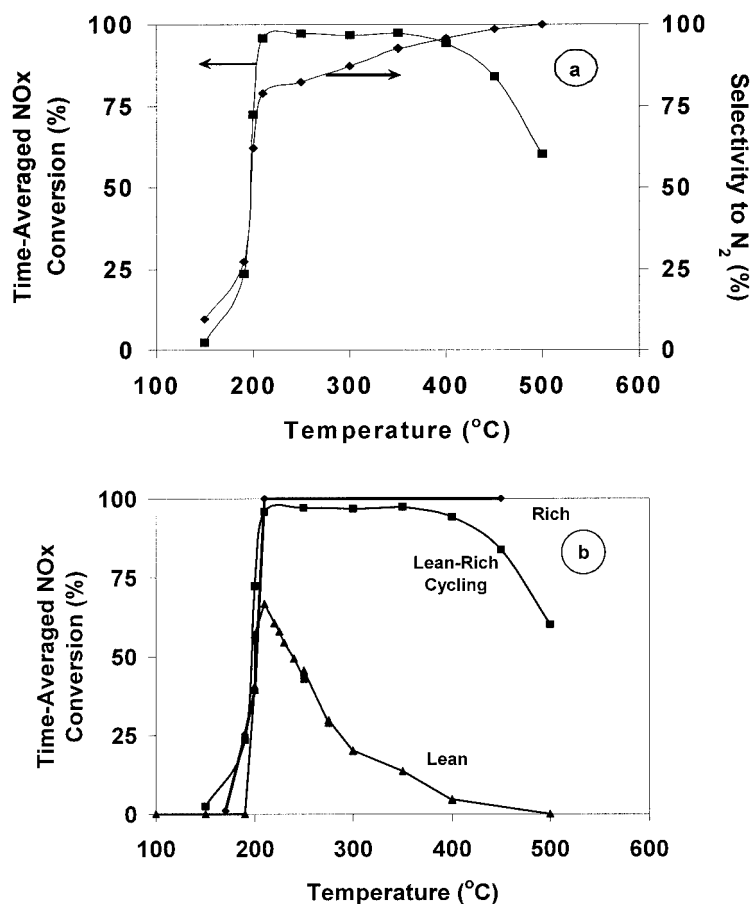 100
75
50
25
0
Time-Averaged NOx
Conversion (%)
a
100
75
50
25
0
Selectivity to N2 (%)
100 200 300 400 500 600
Temperature (oC)
100
75
50
25
0
Time-Averaged NOx
Conversion (%)
Rich
b
Lean-Rich
Cycling
Lean
100 200 300 400 500 600
Temperature (oC)